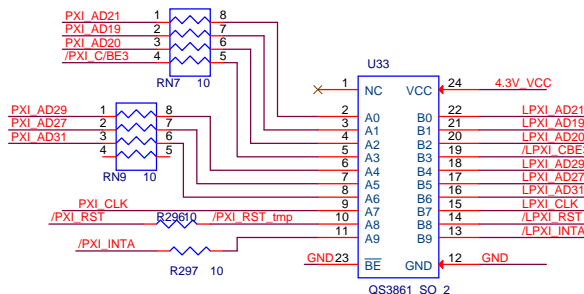 PXI_AD21 1 8
PXI_AD19 2 7
PXI_AD20 3 6
/PXI_C/BE3 4 5
RN7 10
U33
1 NC VCC 24 4.3V_VCC
2 A0 B0 22 LPXI_AD21
3 A1 B1 21 LPXI_AD19
4 A2 B2 20 LPXI_AD20
5 A3 B3 19 /LPXI_CBE3
PXI_AD29 1 8 6 A4 B4 18 LPXI_AD29
PXI_AD27 2 7 7 A5 B5 17 LPXI_AD27
PXI_AD31 3 6 8 A6 B6 16 LPXI_AD31
4 5
RN9 10
PXI_CLK 9 A7 B7 15 LPXI_CLK
/PXI_RST R296 10 /PXI_RST_tmp 10 A8 B8 14 /LPXI_RST
/PXI_INTA 11 A9 B9 13 /LPXI_INTA
R297 10
GND 23 BE GND 12 GND
QS3861_SO_2